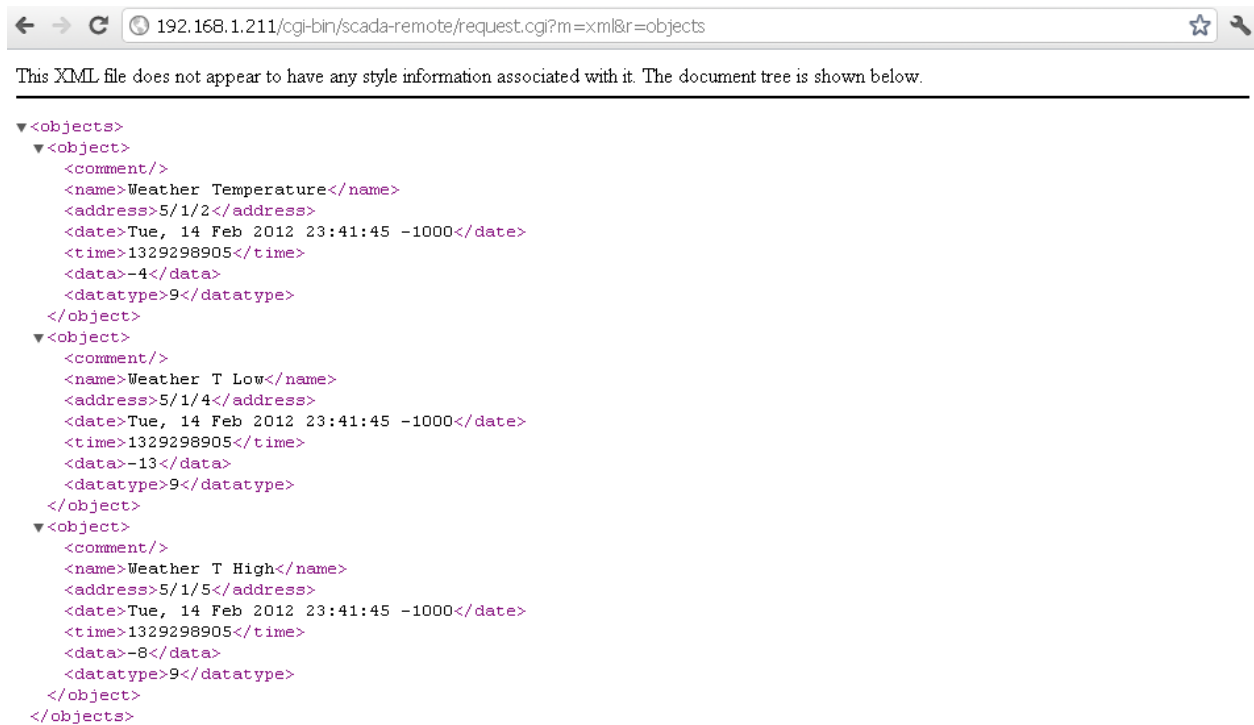 192.168.1.211/cgi-bin/scada-remote/request.cgi?m=xml&r=objects
This XML file does not appear to have any style information associated with it. The document tree is shown below.
▼<objects>
▼<object>
<comment/>
<name>Weather Temperature</name>
<address>5/1/2</address>
<date>Tue, 14 Feb 2012 23:41:45 -1000</date>
<time>1329298905</time>
<data>-4</data>
<datatype>9</datatype>
</object>
▼<object>
<comment/>
<name>Weather T Low</name>
<address>5/1/4</address>
<date>Tue, 14 Feb 2012 23:41:45 -1000</date>
<time>1329298905</time>
<data>-13</data>
<datatype>9</datatype>
</object>
▼<object>
<comment/>
<name>Weather T High</name>
<address>5/1/5</address>
<date>Tue, 14 Feb 2012 23:41:45 -1000</date>
<time>1329298905</time>
<data>-8</data>
<datatype>9</datatype>
</object>
</objects>